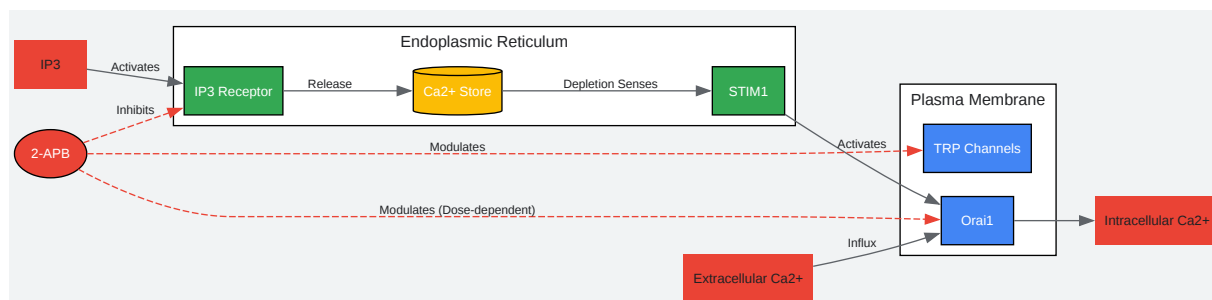 Endoplasmic Reticulum
IP3
Activates
IP3 Receptor
Release
Ca2+ Store
Depletion Senses
STIM1
Inhibits
2-APB
Modulates
Activates
Plasma Membrane
TRP Channels
Modulates (Dose-dependent)
Orai1
Intracellular Ca2+
Influx
Extracellular Ca2+